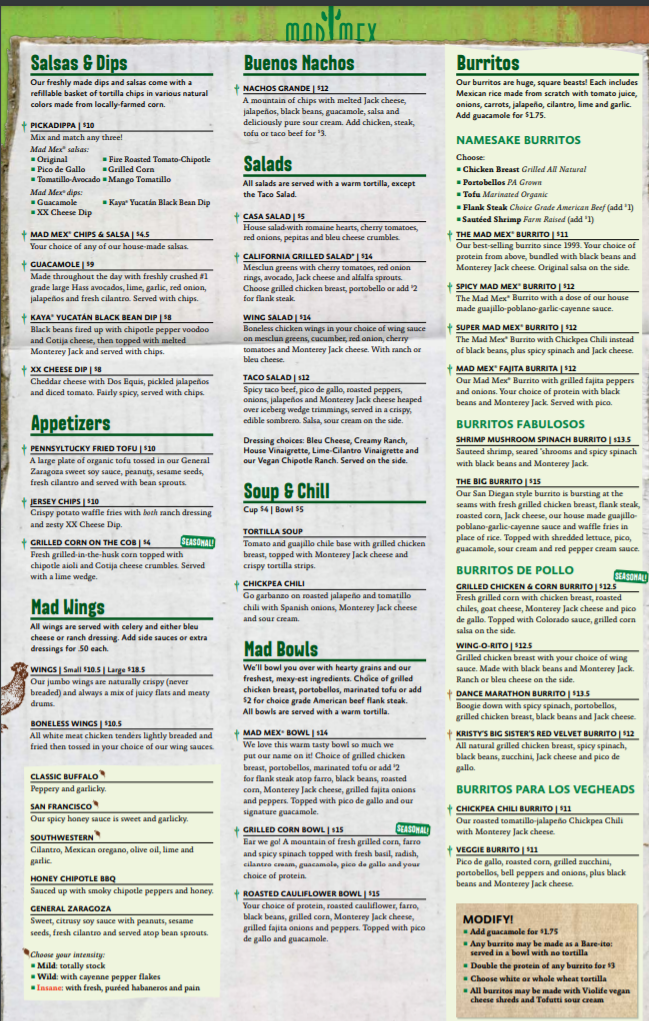 MAD MEX
Salsas & Dips
Our freshly made dips and salsas come with a
refillable basket of tortilla chips in various natural
colors made from locally-farmed corn.
PICKADIPPA | $10
Mix and match any three!
Mad Mex® salsas:
Original
Fire Roasted Tomato-Chipotle
Pico de Gallo
Grilled Corn
Tomatillo-Avocado
Mango Tomatillo
Mad Mex® dips:
Guacamole
Kaya® Yucatán Black Bean Dip
XX Cheese Dip
MAD MEX® CHIPS & SALSA | $4.5
Your choice of any of our house-made salsas.
GUACAMOLE | $9
Made throughout the day with freshly crushed #1
grade large Hass avocados, lime, garlic, red onion,
jalapeños and fresh cilantro. Served with chips.
KAYA® YUCATÁN BLACK BEAN DIP | $8
Black beans fired up with chipotle pepper voodoo
and Cotija cheese, then topped with melted
Monterey Jack and served with chips.
XX CHEESE DIP | $8
Cheddar cheese with Dos Equis, pickled jalapeños
and diced tomato. Fairly spicy, served with chips.
Appetizers
PENNSYLTUCKY FRIED TOFU | $10
A large plate of organic tofu tossed in our General
Zaragoza sweet soy sauce, peanuts, sesame seeds,
fresh cilantro and served with bean sprouts.
JERSEY CHIPS | $10
Crispy potato waffle fries with both ranch dressing
and zesty XX Cheese Dip.
GRILLED CORN ON THE COB | $4
SEASONAL!
Fresh grilled-in-the-husk corn topped with
chipotle aioli and Cotija cheese crumbles. Served
with a lime wedge.
Mad Wings
All wings are served with celery and either bleu
cheese or ranch dressing. Add side sauces or extra
dressings for .50 each.
WINGS | Small $10.5 | Large $18.5
Our jumbo wings are naturally crispy (never
breaded) and always a mix of juicy flats and meaty
drums.
BONELESS WINGS | $10.5
All white meat chicken tenders lightly breaded and
fried then tossed in your choice of our wing sauces.
CLASSIC BUFFALO
Peppery and garlicky.
SAN FRANCISCO
Our spicy honey sauce is sweet and garlicky.
SOUTHWESTERN
Cilantro, Mexican oregano, olive oil, lime and
garlic.
HONEY CHIPOTLE BBQ
Sauced up with smoky chipotle peppers and honey.
GENERAL ZARAGOZA
Sweet, citrusy soy sauce with peanuts, sesame
seeds, fresh cilantro and served atop bean sprouts.
Choose your intensity:
Mild: totally stock
Wild: with cayenne pepper flakes
Insane: with fresh, puréed habaneros and pain
Buenos Nachos
NACHOS GRANDE | $12
A mountain of chips with melted Jack cheese,
jalapeños, black beans, guacamole, salsa and
deliciously pure sour cream. Add chicken, steak,
tofu or taco beef for $3.
Salads
All salads are served with a warm tortilla, except
the Taco Salad.
CASA SALAD | $5
House salad-with romaine hearts, cherry tomatoes,
red onions, pepitas and bleu cheese crumbles.
CALIFORNIA GRILLED SALAD® | $14
Mesclun greens with cherry tomatoes, red onion
rings, avocado, Jack cheese and alfalfa sprouts.
Choose grilled chicken breast, portobello or add $2
for flank steak.
WING SALAD | $14
Boneless chicken wings in your choice of wing sauce
on mesclun greens, cucumber, red onion, cherry
tomatoes and Monterey Jack cheese. With ranch or
bleu cheese.
TACO SALAD | $12
Spicy taco beef, pico de gallo, roasted peppers,
onions, jalapeños and Monterey Jack cheese heaped
over iceberg wedge trimmings, served in a crispy,
edible sombrero. Salsa, sour cream on the side.
Dressing choices: Bleu Cheese, Creamy Ranch,
House Vinaigrette, Lime-Cilantro Vinaigrette and
our Vegan Chipotle Ranch. Served on the side.
Soup & Chili
Cup $4 | Bowl $5
TORTILLA SOUP
Tomato and guajillo chile base with grilled chicken
breast, topped with Monterey Jack cheese and
crispy tortilla strips.
CHICKPEA CHILI
Go garbanzo on roasted jalapeño and tomatillo
chili with Spanish onions, Monterey Jack cheese
and sour cream.
Mad Bowls
We'll bowl you over with hearty grains and our
freshest, mexy-est ingredients. Choice of grilled
chicken breast, portobellos, marinated tofu or add
$2 for choice grade American beef flank steak.
All bowls are served with a warm tortilla.
MAD MEX® BOWL | $14
We love this warm tasty bowl so much we
put our name on it! Choice of grilled chicken
breast, portobellos, marinated tofu or add $2
for flank steak atop farro, black beans, roasted
corn, Monterey Jack cheese, grilled fajita onions
and peppers. Topped with pico de gallo and our
signature guacamole.
GRILLED CORN BOWL | $15
SEASONAL!
Ear we go! A mountain of fresh grilled corn, farro
and spicy spinach topped with fresh basil, radish,
cilantro cream, guacamole, pico de gallo and your
choice of protein.
ROASTED CAULIFLOWER BOWL | $15
Your choice of protein, roasted cauliflower, farro,
black beans, grilled corn, Monterey Jack cheese,
grilled fajita onions and peppers. Topped with pico
de gallo and guacamole.
Burritos
Our burritos are huge, square beasts! Each includes
Mexican rice made from scratch with tomato juice,
onions, carrots, jalapeño, cilantro, lime and garlic.
Add guacamole for $1.75.
NAMESAKE BURRITOS
Choose:
Chicken Breast Grilled All Natural
Portobellos PA Grown
Tofu Marinated Organic
Flank Steak Choice Grade American Beef (add $1)
Sautéed Shrimp Farm Raised (add $1)
THE MAD MEX® BURRITO | $11
Our best-selling burrito since 1993. Your choice of
protein from above, bundled with black beans and
Monterey Jack cheese. Original salsa on the side.
SPICY MAD MEX® BURRITO | $12
The Mad Mex® Burrito with a dose of our house
made guajillo-poblano-garlic-cayenne sauce.
SUPER MAD MEX® BURRITO | $12
The Mad Mex® Burrito with Chickpea Chili instead
of black beans, plus spicy spinach and Jack cheese.
MAD MEX® FAJITA BURRITA | $12
Our Mad Mex® Burrito with grilled fajita peppers
and onions. Your choice of protein with black
beans and Monterey Jack. Served with pico.
BURRITOS FABULOSOS
SHRIMP MUSHROOM SPINACH BURRITO | $13.5
Sauteed shrimp, seared 'shrooms and spicy spinach
with black beans and Monterey Jack.
THE BIG BURRITO | $15
Our San Diegan style burrito is bursting at the
seams with fresh grilled chicken breast, flank steak,
roasted corn, Jack cheese, our house made guajillo-
poblano-garlic-cayenne sauce and waffle fries in
place of rice. Topped with shredded lettuce, pico,
guacamole, sour cream and red pepper cream sauce.
BURRITOS DE POLLO
SEASONAL!
GRILLED CHICKEN & CORN BURRITO | $12.5
Fresh grilled corn with chicken breast, roasted
chiles, goat cheese, Monterey Jack cheese and pico
de gallo. Topped with Colorado sauce, grilled corn
salsa on the side.
WING-O-RITO | $12.5
Grilled chicken breast with your choice of wing
sauce. Made with black beans and Monterey Jack.
Ranch or bleu cheese on the side.
DANCE MARATHON BURRITO | $13.5
Boogie down with spicy spinach, portobellos,
grilled chicken breast, black beans and Jack cheese.
KRISTY'S BIG SISTER'S RED VELVET BURRITO | $12
All natural grilled chicken breast, spicy spinach,
black beans, zucchini, Jack cheese and pico de
gallo.
BURRITOS PARA LOS VEGHEADS
CHICKPEA CHILI BURRITO | $11
Our roasted tomatillo-jalapeño Chickpea Chili
with Monterey Jack cheese.
VEGGIE BURRITO | $11
Pico de gallo, roasted corn, grilled zucchini,
portobellos, bell peppers and onions, plus black
beans and Monterey Jack cheese.
MODIFY!
Add guacamole for $1.75
Any burrito may be made as a Bare-ito:
served in a bowl with no tortilla
Double the protein of any burrito for $3
Choose white or whole wheat tortilla
All burritos may be made with Violife vegan
cheese shreds and Tofutti sour cream